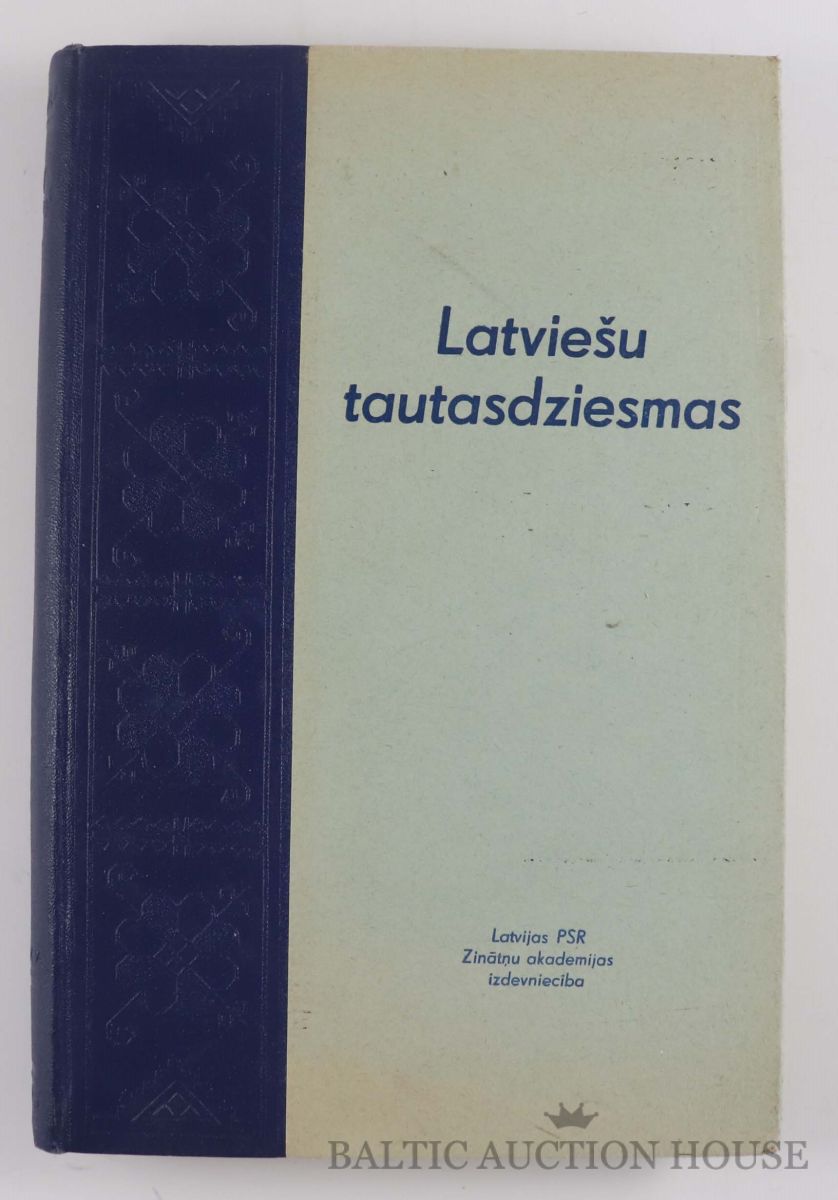 Latviešu
tautasdziesmas
Latvijas PSR
Zinātņu akademijas
izdevniecība
BALTIC AUCTION HOUSE